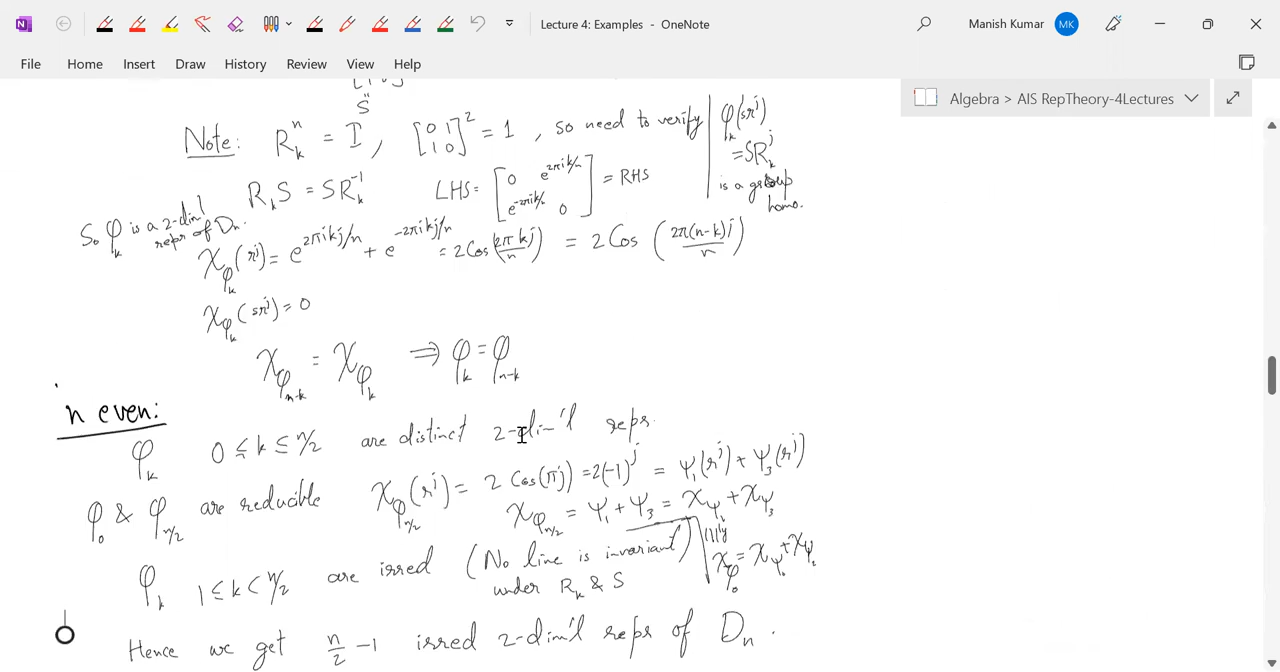 Lecture 4: Examples - OneNote
Manish Kumar MK
File Home Insert Draw History Review View Help
Algebra > AIS RepTheory-4Lectures
S
Note: R_k^n = I, [0 1; 1 0]^2 = 1, so need to verify | φ_k(sr^j) = SR_k^j is a group homo.
R_k S = S R_k^{-1} LHS = [0 e^{2πik/n}; e^{-2πik/n} 0] = RHS
So φ_k is a 2-dim'l repr of D_n.
χ_{φ_k}(r^j) = e^{2πikj/n} + e^{-2πikj/n} = 2Cos(2πkj/n) = 2Cos(2π(n-k)j/n)
χ_{φ_k}(sr^j) = 0
χ_{φ_{n-k}} = χ_{φ_k} ⟹ φ_k = φ_{n-k}
n even:
φ_k 0 ≤ k ≤ n/2 are distinct 2-dim'l reps.
φ_0 & φ_{n/2} are reducible χ_{φ_{n/2}}(r^j) = 2 Cos(πj) = 2(-1)^j = ψ_1(r^j) + ψ_3(r^j)
χ_{φ_{n/2}} = ψ_1 + ψ_3 = χ_{ψ_1} + χ_{ψ_3}
φ_k 1 ≤ k < n/2 are irred (No line is invariant under R_k & S) | lllly χ_{φ_0} = χ_{ψ_0} + χ_{ψ_2}
Hence we get n/2 - 1 irred 2-dim'l reps of D_n.